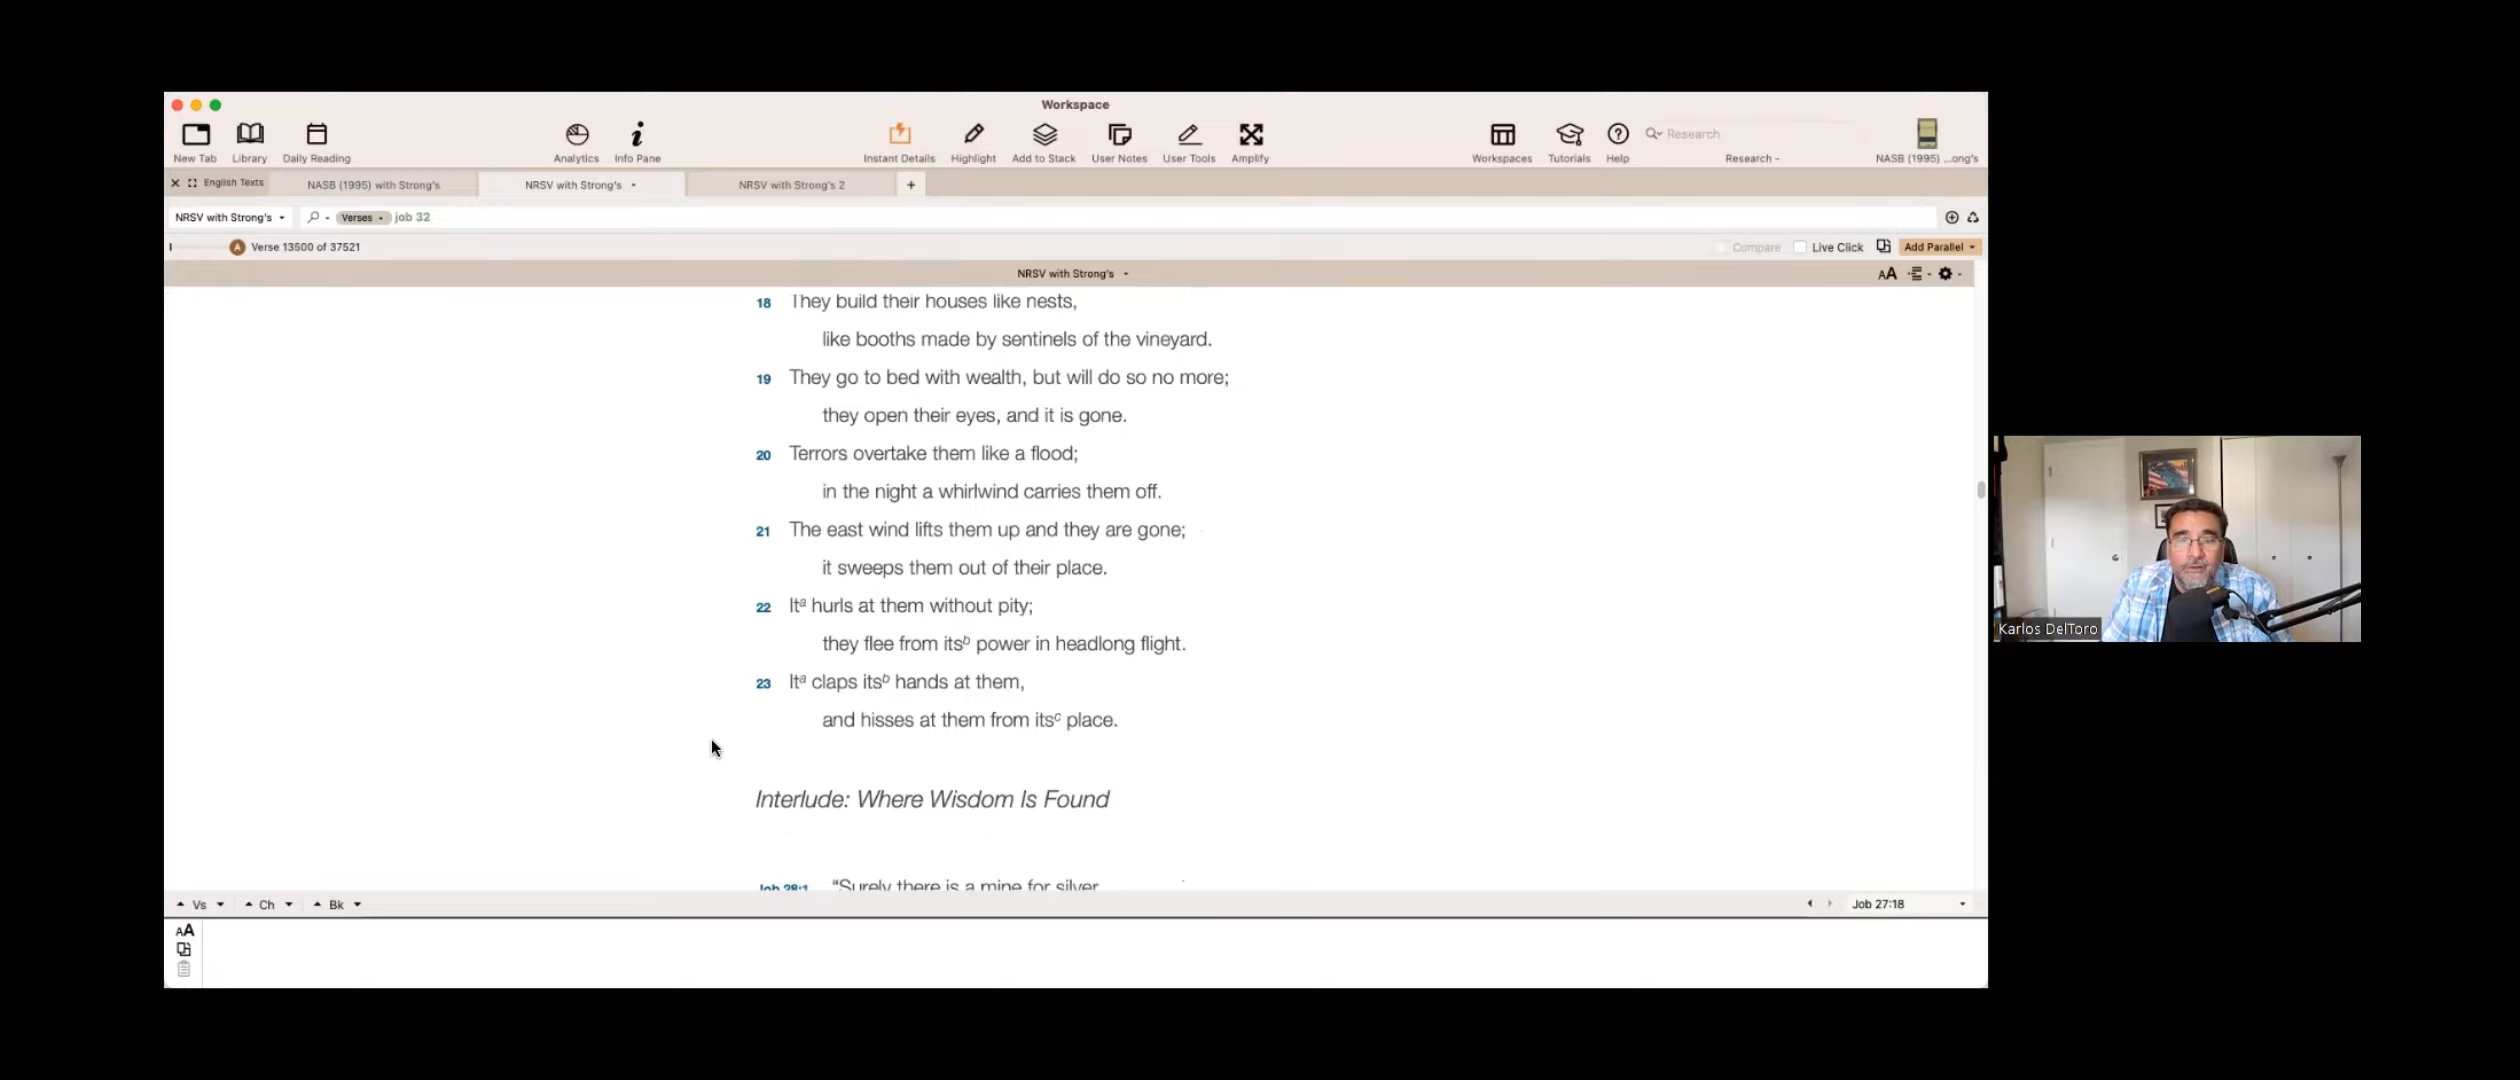 Workspace
New Tab Library Daily Reading Analytics Info Pane Instant Details Highlight Add to Stack User Notes User Tools Amplify Workspaces Tutorials Help Research Research NASB (1995) ...ong's
English Texts NASB (1995) with Strong's NRSV with Strong's NRSV with Strong's 2 +
NRSV with Strong's Verses job 32
A Verse 13500 of 37521 Compare Live Click Add Parallel
NRSV with Strong's AA
18 They build their houses like nests,
like booths made by sentinels of the vineyard.
19 They go to bed with wealth, but will do so no more;
they open their eyes, and it is gone.
20 Terrors overtake them like a flood;
in the night a whirlwind carries them off.
21 The east wind lifts them up and they are gone;
it sweeps them out of their place.
22 Itᵃ hurls at them without pity;
they flee from itsᵇ power in headlong flight.
23 Itᵃ claps itsᵇ hands at them,
and hisses at them from itsᶜ place.
Interlude: Where Wisdom Is Found
Job 28:1 “Surely there is a mine for silver
Vs Ch Bk Job 27:18
AA
Karlos DelToro